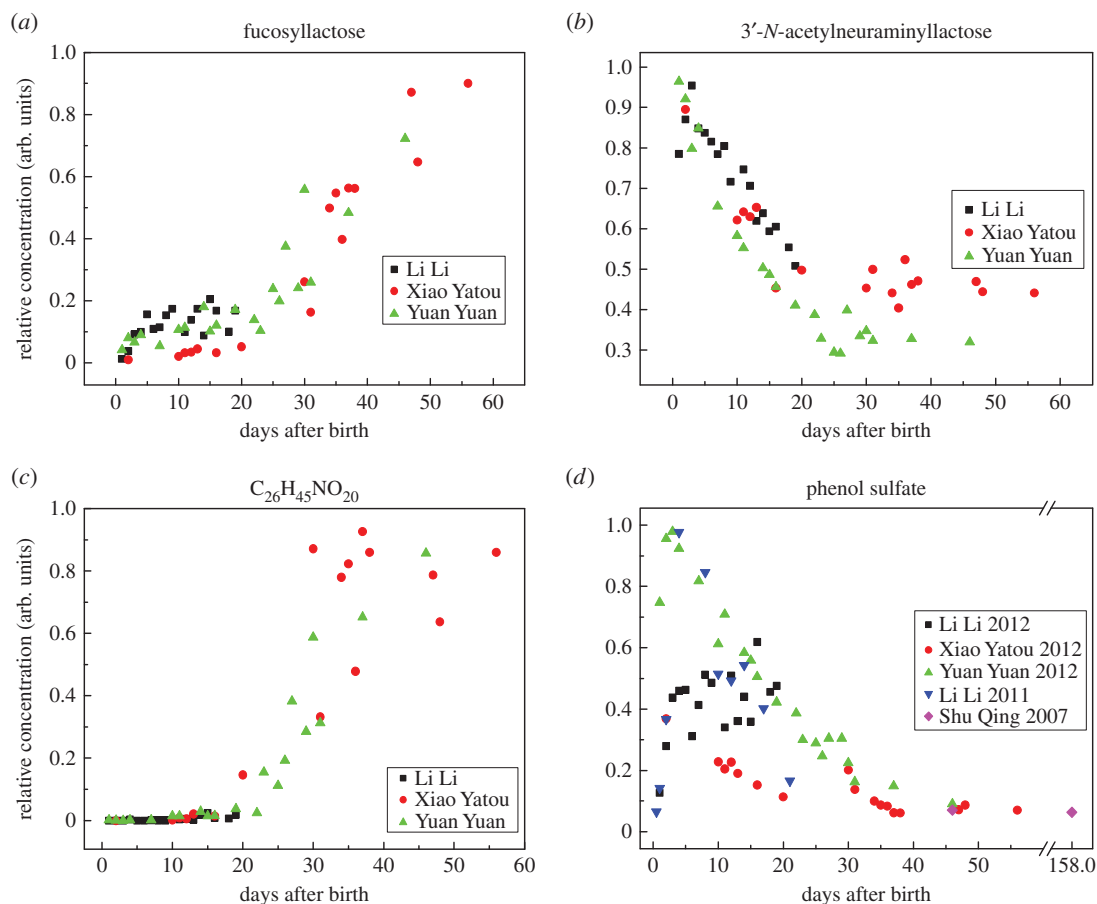 (a) fucosyllactose
1.0
0.8
0.6
0.4
0.2
0
relative concentration (arb. units)
Li Li
Xiao Yatou
Yuan Yuan
0 10 20 30 40 50 60
days after birth
(b) 3′-N-acetylneuraminyllactose
1.0
0.9
0.8
0.7
0.6
0.5
0.4
0.3
Li Li
Xiao Yatou
Yuan Yuan
0 10 20 30 40 50 60
days after birth
(c) C26H45NO20
1.0
0.8
0.6
0.4
0.2
0
relative concentration (arb. units)
Li Li
Xiao Yatou
Yuan Yuan
0 10 20 30 40 50 60
days after birth
(d) phenol sulfate
1.0
0.8
0.6
0.4
0.2
0
Li Li 2012
Xiao Yatou 2012
Yuan Yuan 2012
Li Li 2011
Shu Qing 2007
0 10 20 30 40 50 158.0
days after birth